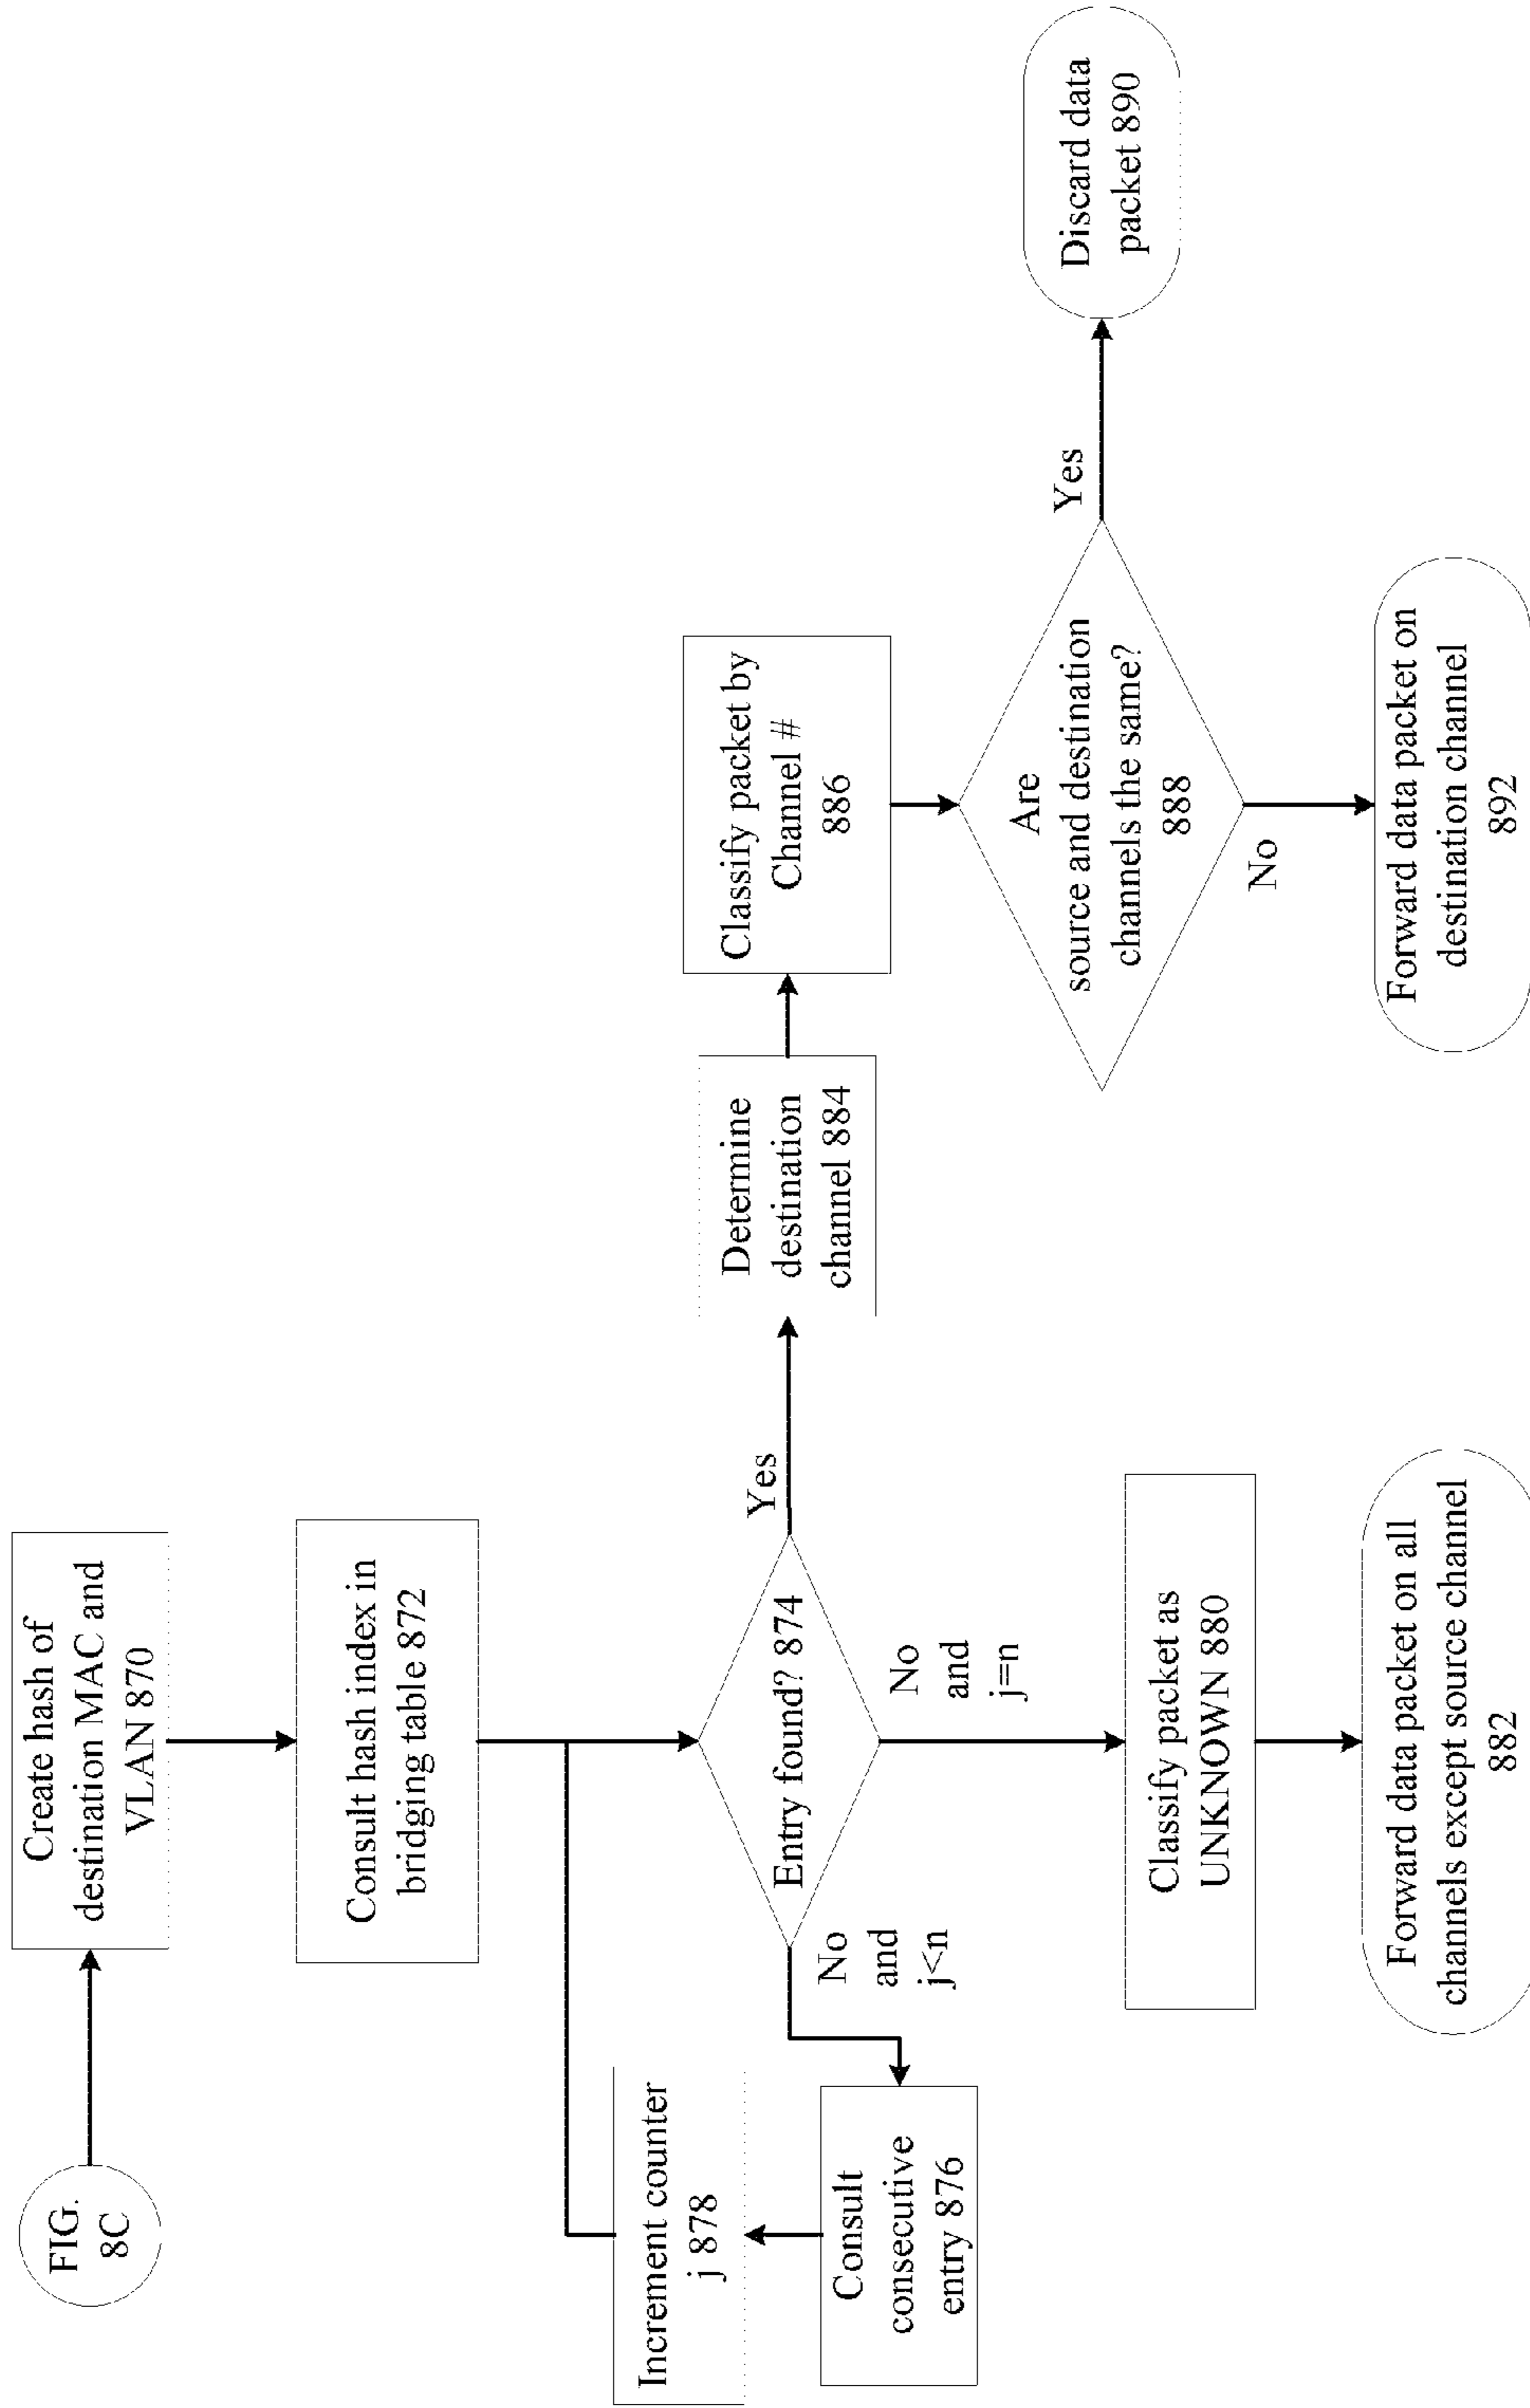 FIG.
8C
Create hash of
destination MAC and
VLAN 870
Consult hash index in
bridging table 872
Increment counter
j 878
Consult
consecutive
entry 876
No
and
j<n
Entry found? 874
Yes
No
and
j=n
Classify packet as
UNKNOWN 880
Forward data packet on all
channels except source channel
882
Determine
destination
channel 884
Classify packet by
Channel #
886
Are
source and destination
channels the same?
888
Yes
Discard data
packet 890
No
Forward data packet on
destination channel
892